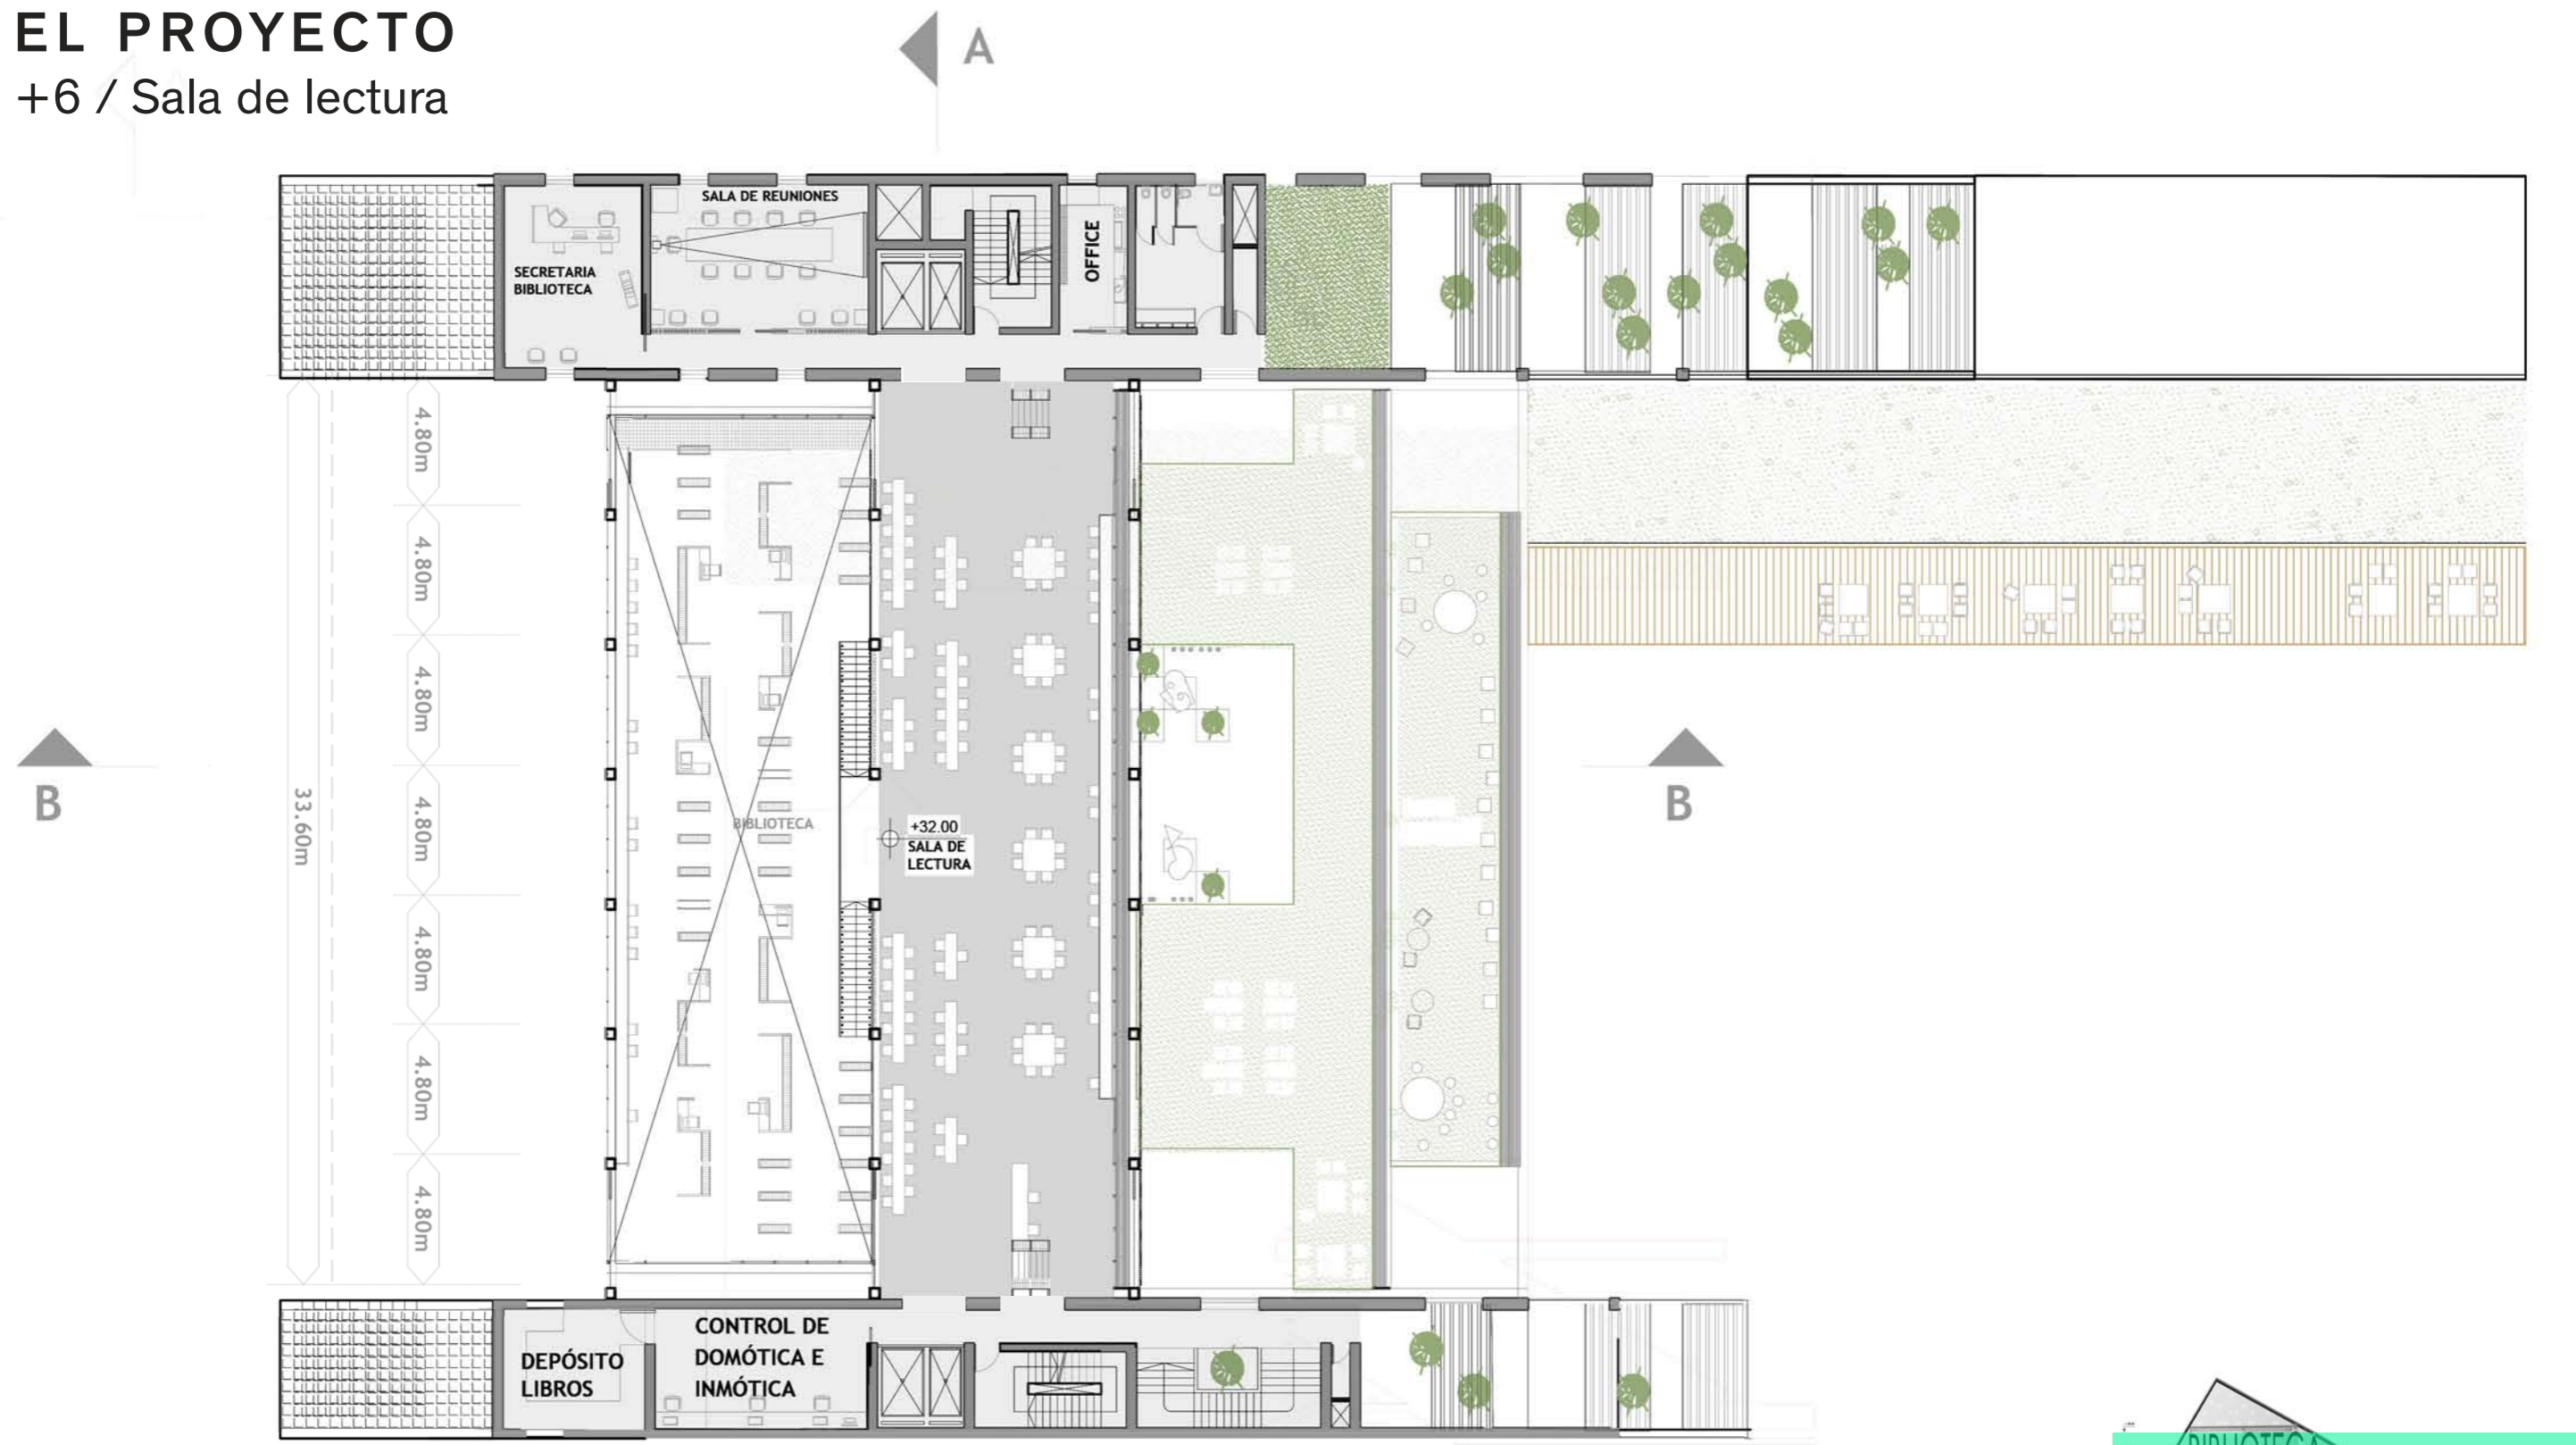 EL PROYECTO
+6 / Sala de lectura
A
SALA DE REUNIONES
SECRETARIA
BIBLIOTECA
OFFICE
4.80m
4.80m
4.80m
4.80m
4.80m
4.80m
4.80m
33.60m
B
B
BIBLIOTECA
+32.00
SALA DE
LECTURA
DEPÓSITO
LIBROS
CONTROL DE
DOMÓTICA E
INMÓTICA
BIBLIOTECA